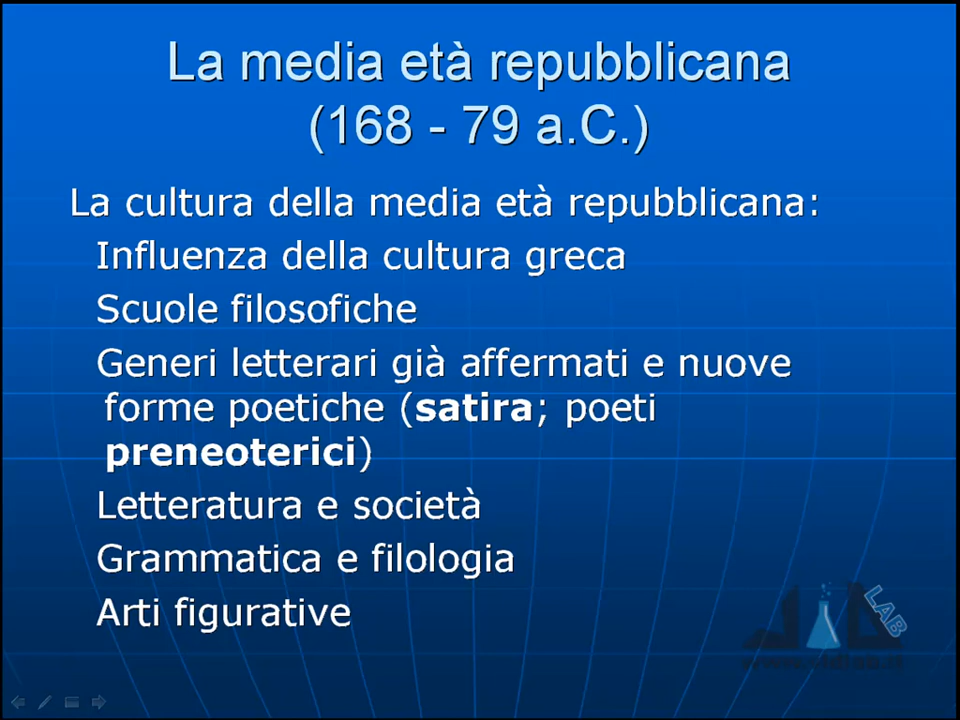 La media età repubblicana
(168 - 79 a.C.)
La cultura della media età repubblicana:
Influenza della cultura greca
Scuole filosofiche
Generi letterari già affermati e nuove
forme poetiche (satira; poeti
preneoterici)
Letteratura e società
Grammatica e filologia
Arti figurative
LAB